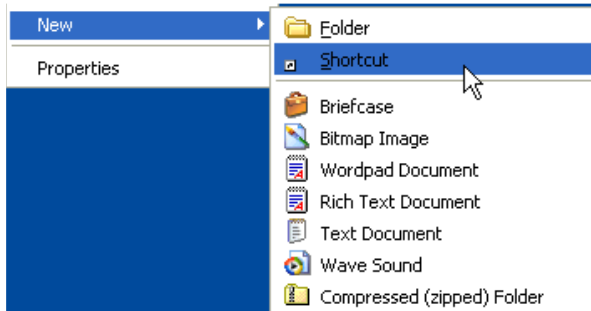 New
Properties
Folder
Shortcut
Briefcase
Bitmap Image
Wordpad Document
Rich Text Document
Text Document
Wave Sound
Compressed (zipped) Folder